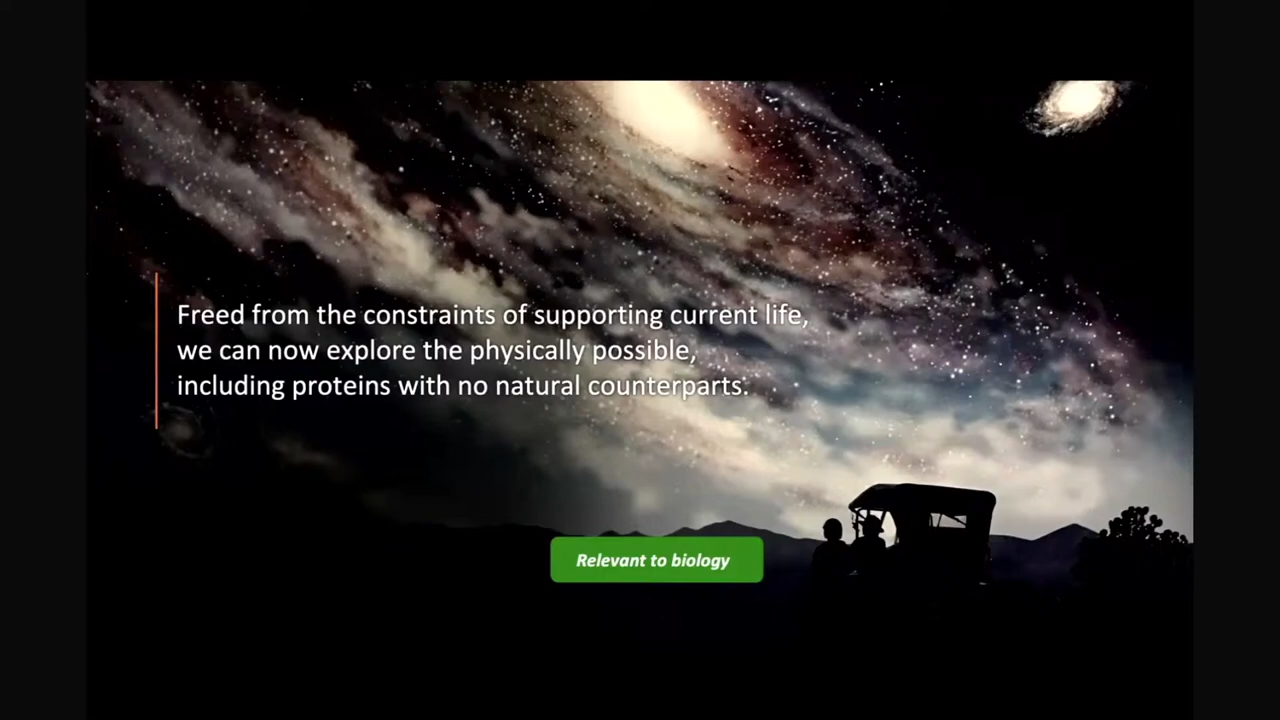 Freed from the constraints of supporting current life,
we can now explore the physically possible,
including proteins with no natural counterparts.
Relevant to biology